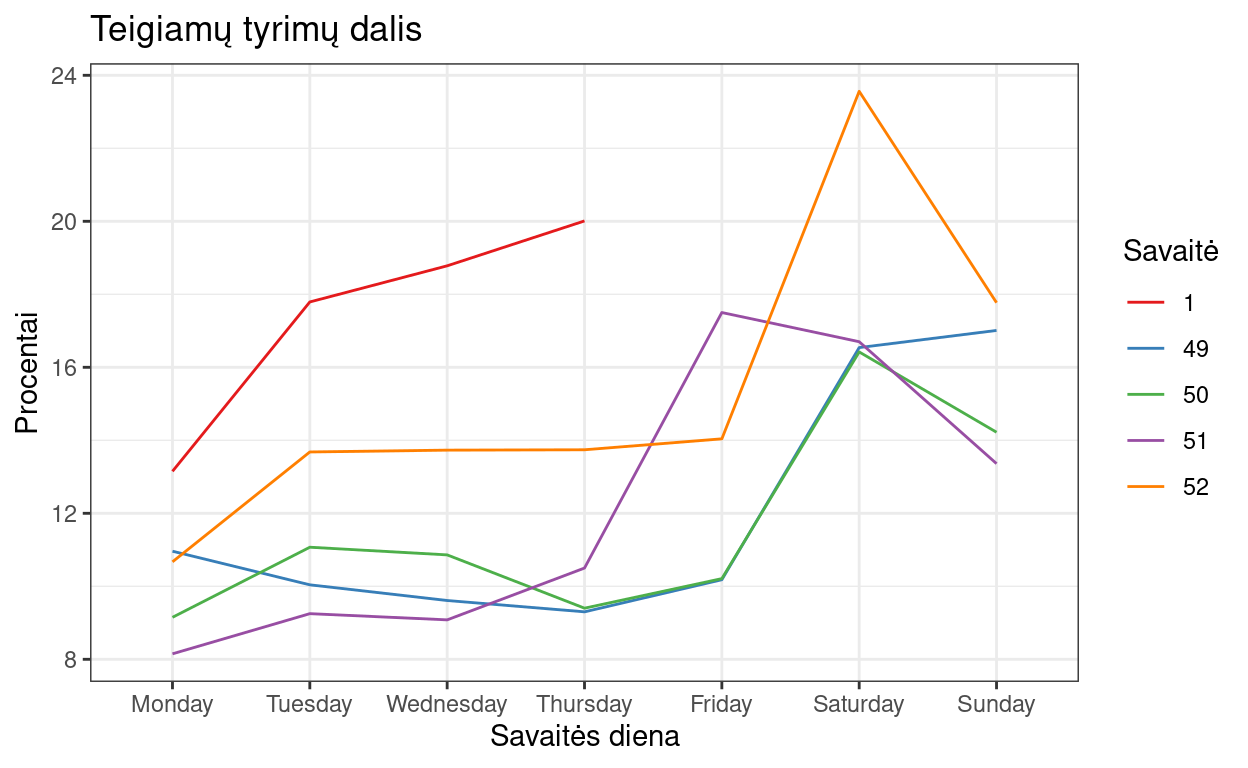 Teigiamų tyrimų dalis
24
20
16
12
8
Procentai
Monday Tuesday Wednesday Thursday Friday Saturday Sunday
Savaitės diena
Savaitė
1
49
50
51
52